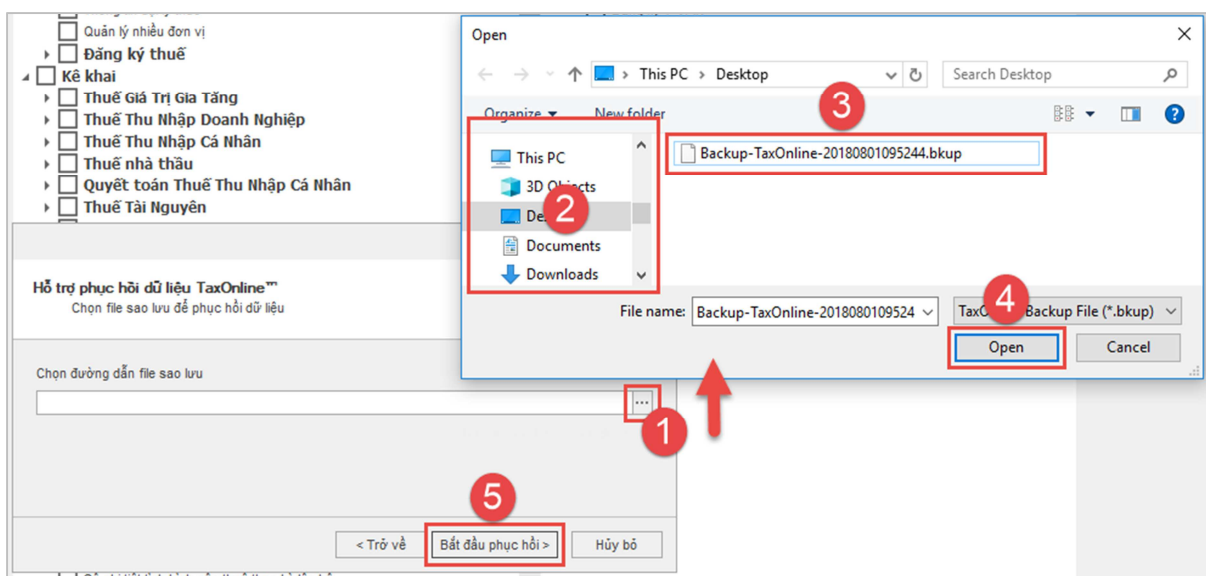 Quản lý nhiều đơn vị
Đăng ký thuế
Kê khai
Thuế Giá Trị Gia Tăng
Thuế Thu Nhập Doanh Nghiệp
Thuế Thu Nhập Cá Nhân
Thuế nhà thầu
Quyết toán Thuế Thu Nhập Cá Nhân
Thuế Tài Nguyên
Hỗ trợ phục hồi dữ liệu TaxOnline™
Chọn file sao lưu để phục hồi dữ liệu
Chọn đường dẫn file sao lưu
...
1
5
< Trở về
Bắt đầu phục hồi >
Hủy bỏ
Open
This PC > Desktop
Search Desktop
3
Organize
New folder
This PC
3D Objects
2
Documents
Downloads
Backup-TaxOnline-20180801095244.bkup
File name:
Backup-TaxOnline-2018080109524
4
Backup File (*.bkup)
Open
Cancel